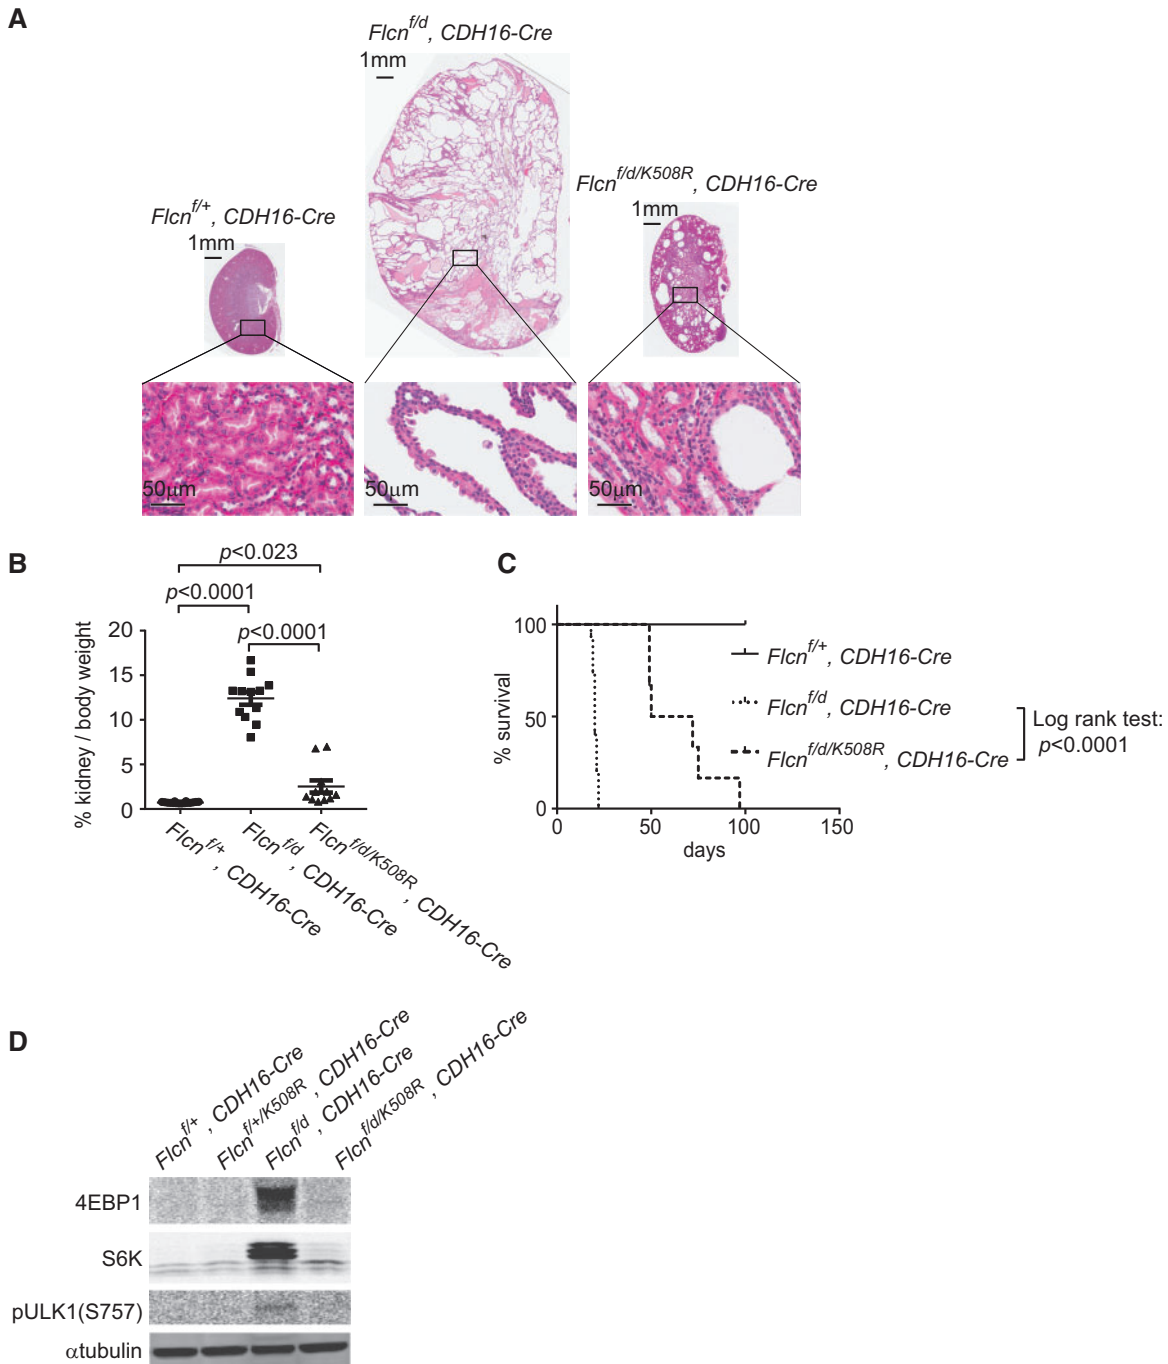 A
Flcn^f/d, CDH16-Cre
1mm
Flcn^f/d/K508R, CDH16-Cre
1mm
Flcn^f/+, CDH16-Cre
1mm
50μm
50μm
50μm
B
p<0.023
p<0.0001
p<0.0001
% kidney / body weight
20
15
10
5
0
Flcn^f/+, CDH16-Cre
Flcn^f/d, CDH16-Cre
Flcn^f/d/K508R, CDH16-Cre
C
% survival
100
50
0
0
50
100
150
days
Flcn^f/+, CDH16-Cre
Flcn^f/d, CDH16-Cre
Flcn^f/d/K508R, CDH16-Cre
Log rank test:
p<0.0001
D
Flcn^f/+, CDH16-Cre
Flcn^f/+/K508R, CDH16-Cre
Flcn^f/d, CDH16-Cre
Flcn^f/d/K508R, CDH16-Cre
4EBP1
S6K
pULK1(S757)
αtubulin